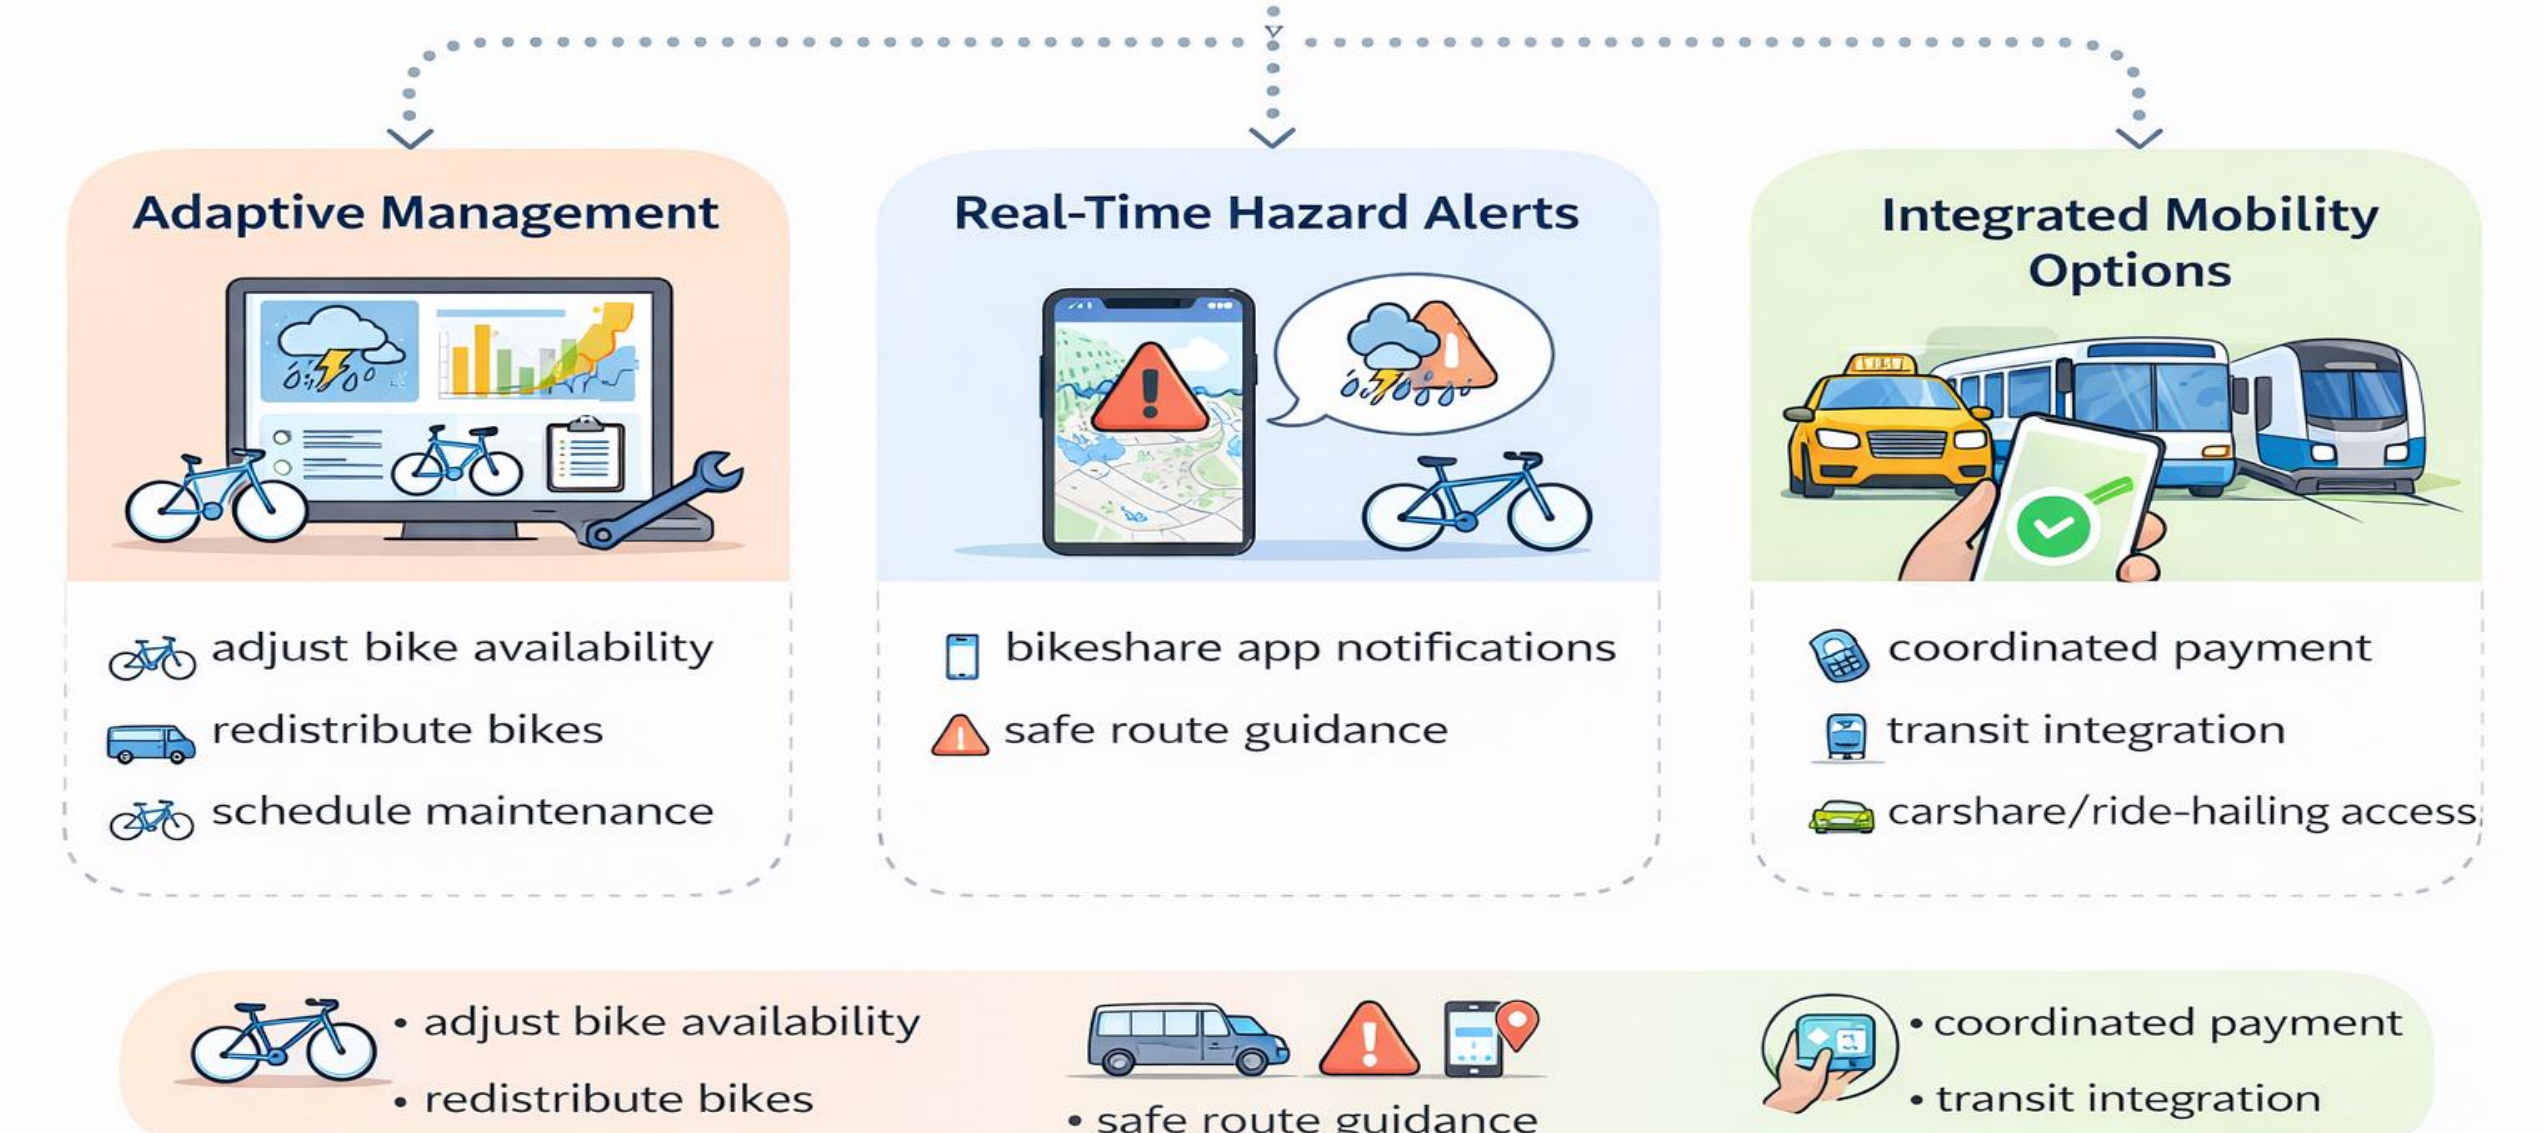 Adaptive Management
Real-Time Hazard Alerts
Integrated Mobility
Options
adjust bike availability
redistribute bikes
schedule maintenance
bikeshare app notifications
safe route guidance
coordinated payment
transit integration
carshare/ride-hailing access
• adjust bike availability
• redistribute bikes
• safe route guidance
• coordinated payment
• transit integration